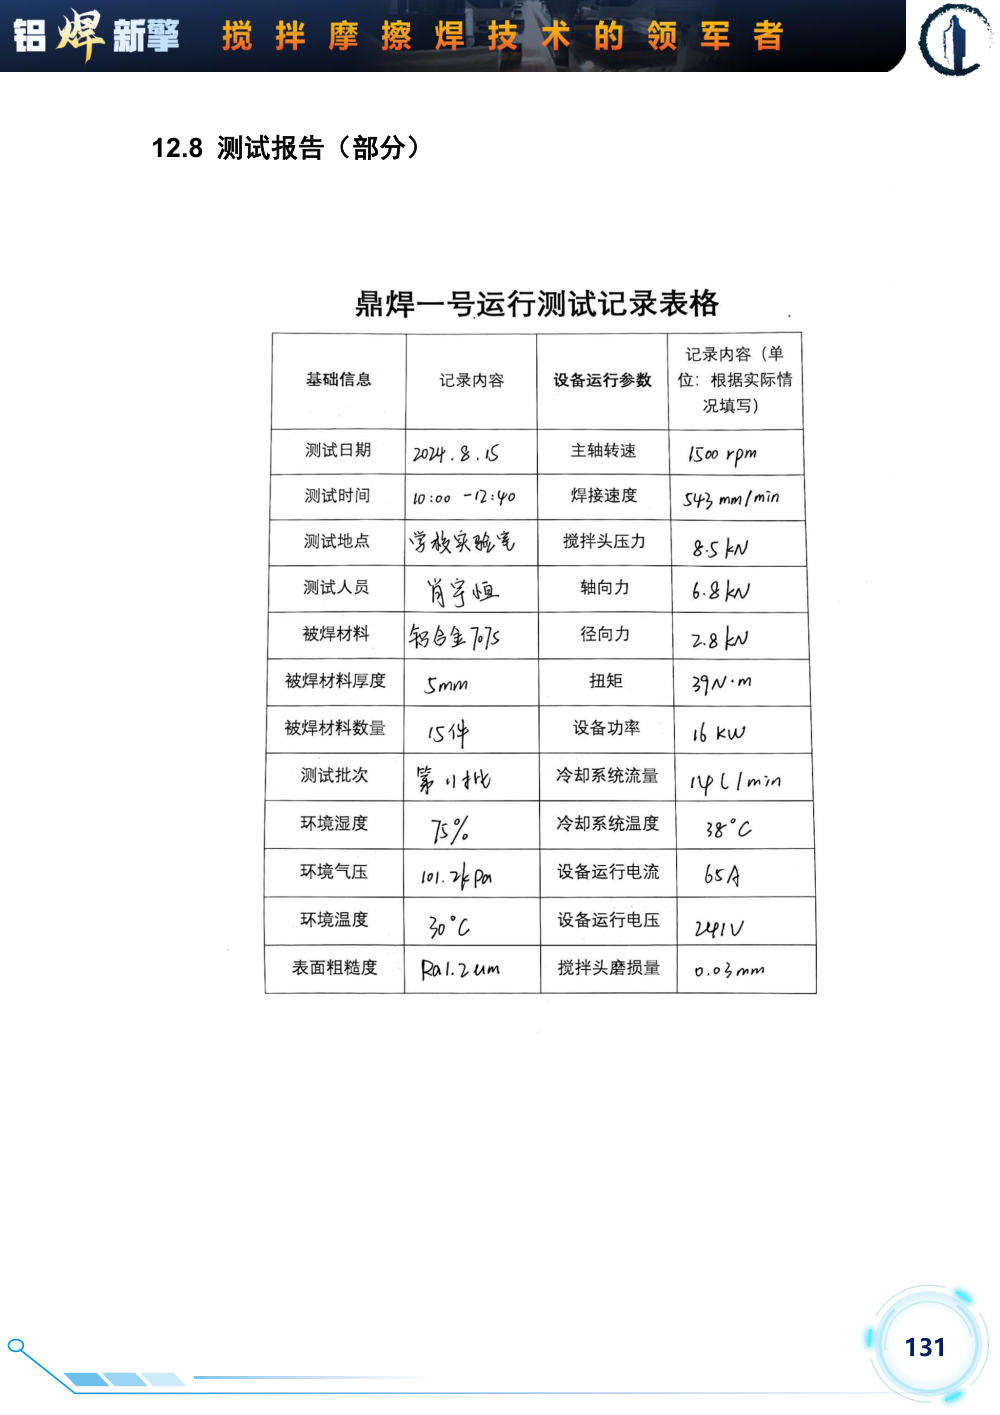 铝焊新擎 搅拌摩擦焊技术的领军者
12.8 测试报告（部分）
鼎焊一号运行测试记录表格
基础信息 记录内容 设备运行参数 记录内容（单位：根据实际情况填写）
测试日期 2024.8.15 主轴转速 1500 rpm
测试时间 10:00 -12:40 焊接速度 543 mm/min
测试地点 学校实验室 搅拌头压力 8.5 kN
测试人员 肖宇恒 轴向力 6.8 kN
被焊材料 铝合金7075 径向力 2.8 kN
被焊材料厚度 5mm 扭矩 39N·m
被焊材料数量 15件 设备功率 16 KW
测试批次 第11批 冷却系统流量 14 L/min
环境湿度 75% 冷却系统温度 38°C
环境气压 101.2kPa 设备运行电流 65A
环境温度 30°C 设备运行电压 241V
表面粗糙度 Ra1.2um 搅拌头磨损量 0.03mm
131